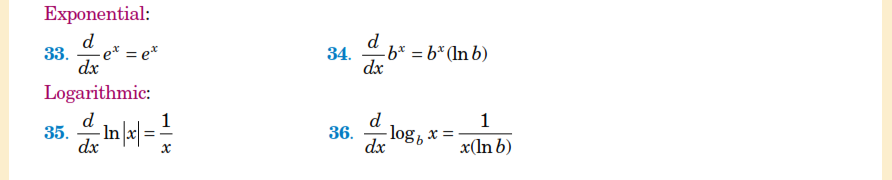 Exponential:
33. d/dx e^x = e^x 34. d/dx b^x = b^x (ln b)
Logarithmic:
35. d/dx ln|x| = 1/x 36. d/dx log_b x = 1/x(ln b)